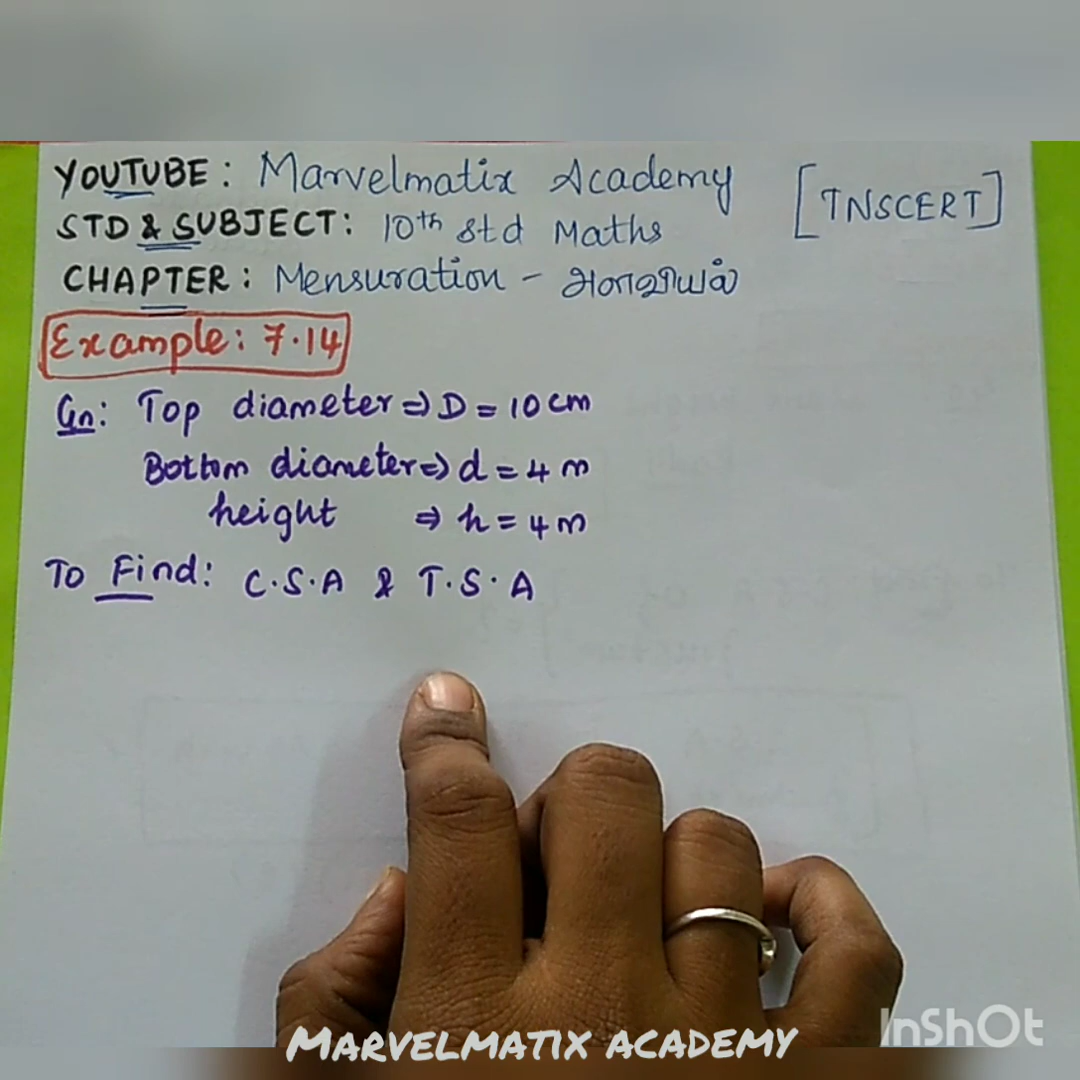 YOUTUBE: Marvelmatix Academy [TNSCERT]
STD & SUBJECT: 10th std Maths
CHAPTER: Mensuration - அளவியல்
Example: 7.14
Gn: Top diameter ⇒ D = 10 cm
Bottom diameter ⇒ d = 4 m
height ⇒ h = 4 m
To Find: C.S.A & T.S.A
MARVELMATIX ACADEMY
InShOt